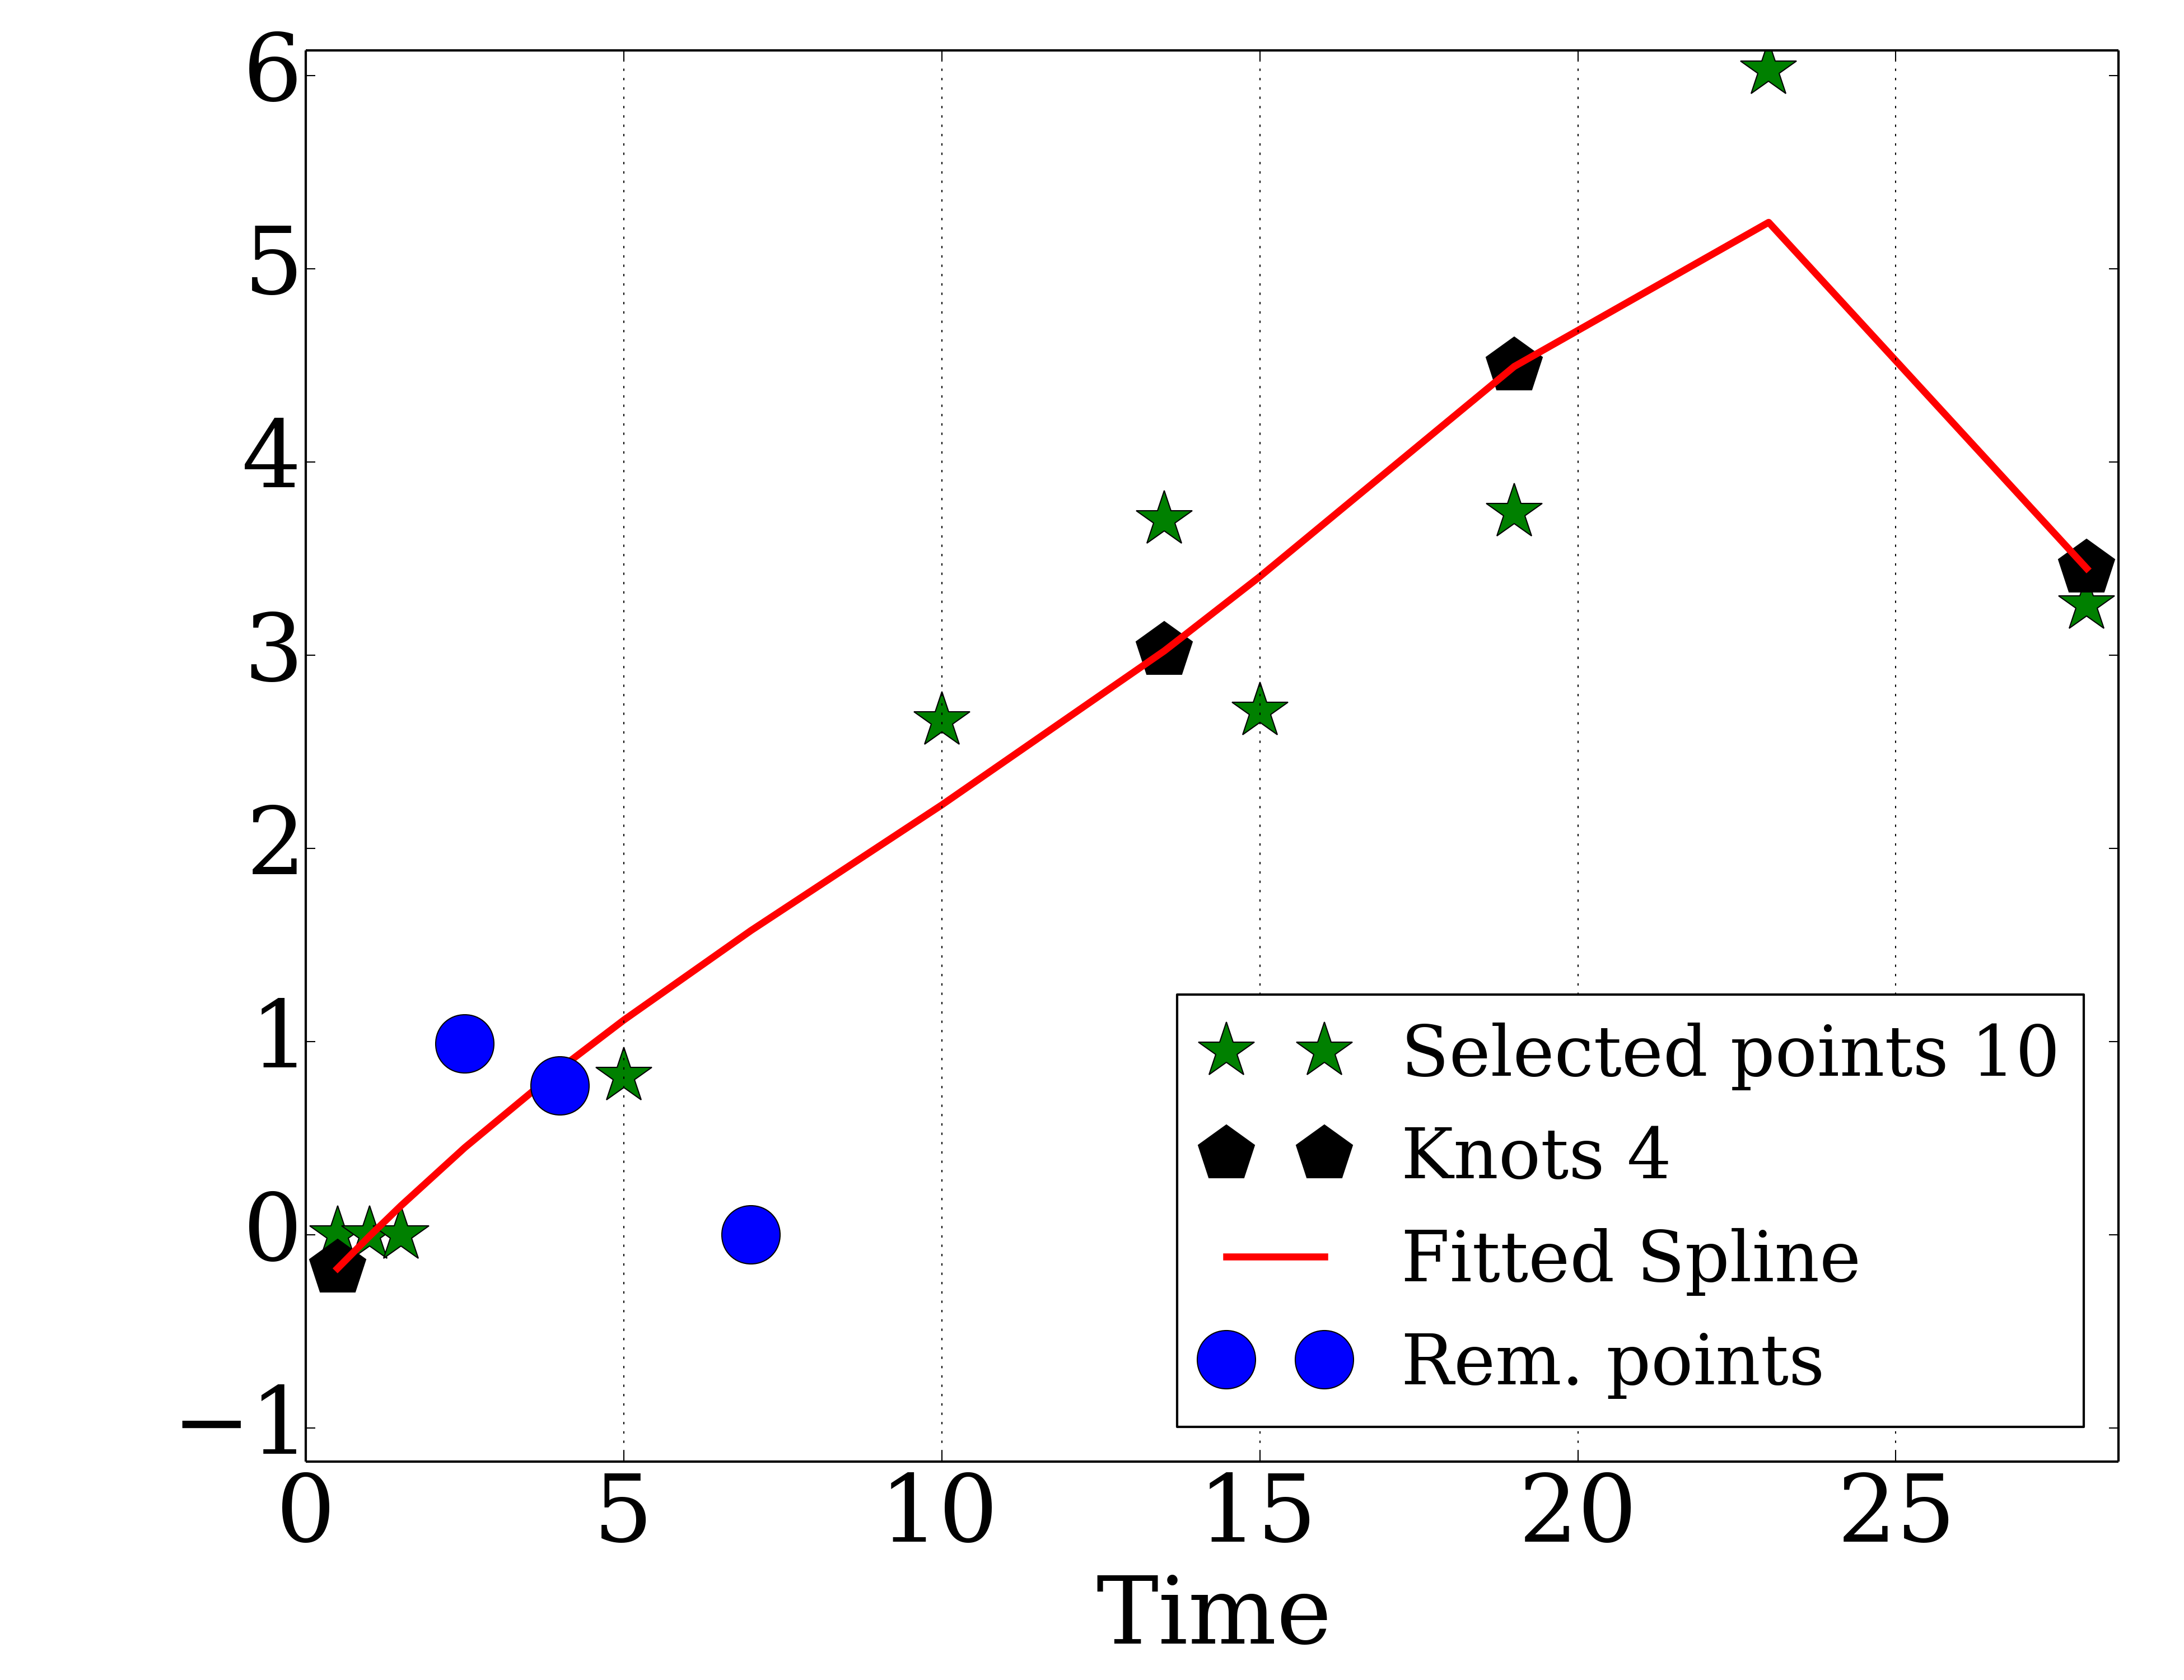 6
5
4
3
2
1
0
−1
Selected points 10
Knots 4
Fitted Spline
Rem. points
0 5 10 15 20 25
Time